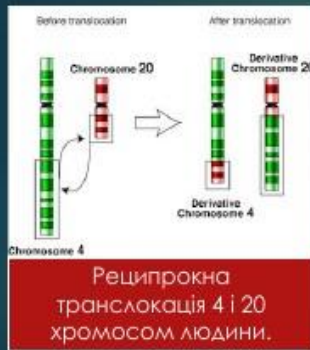 Before translocation
After translocation
Chromosome 20
Derivative
Chromosome 20
Derivative
Chromosome 4
Chromosome 4
Реципрокна
транслокація 4 і 20
хромосом людини.